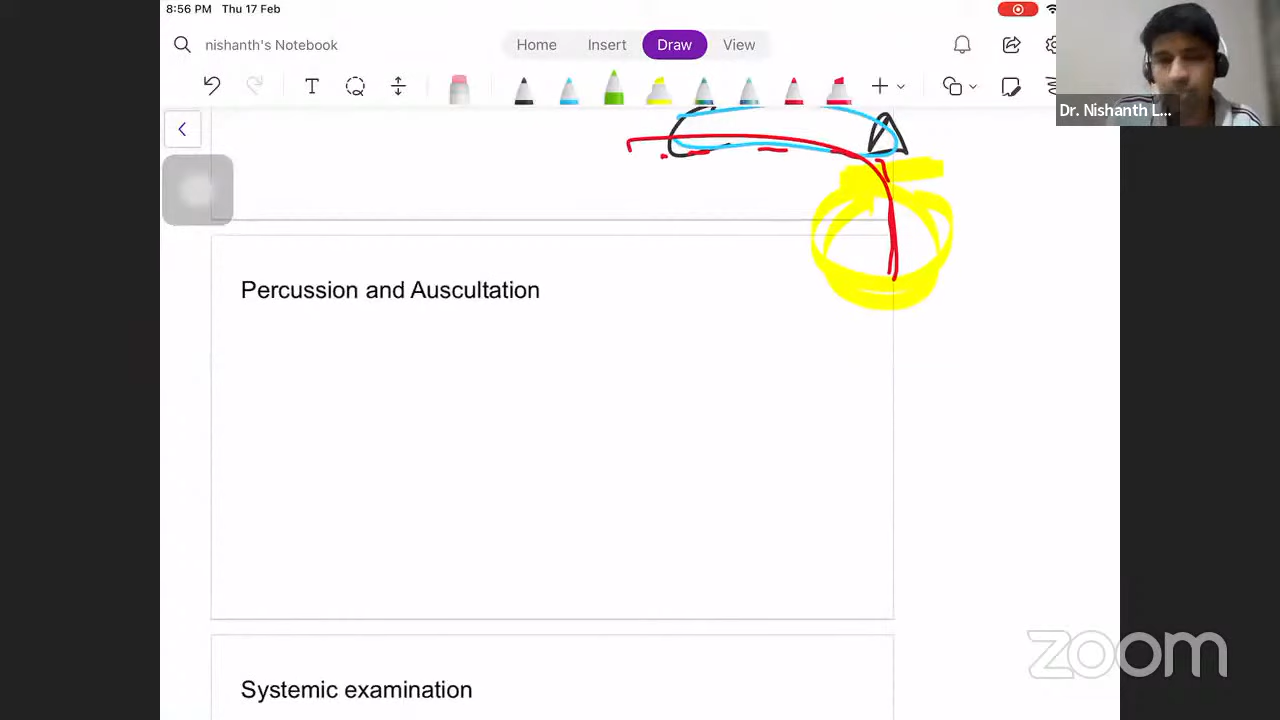 8:56 PM Thu 17 Feb
nishanth's Notebook
Home Insert Draw View
Dr. Nishanth L...
Percussion and Auscultation
Systemic examination
zoom